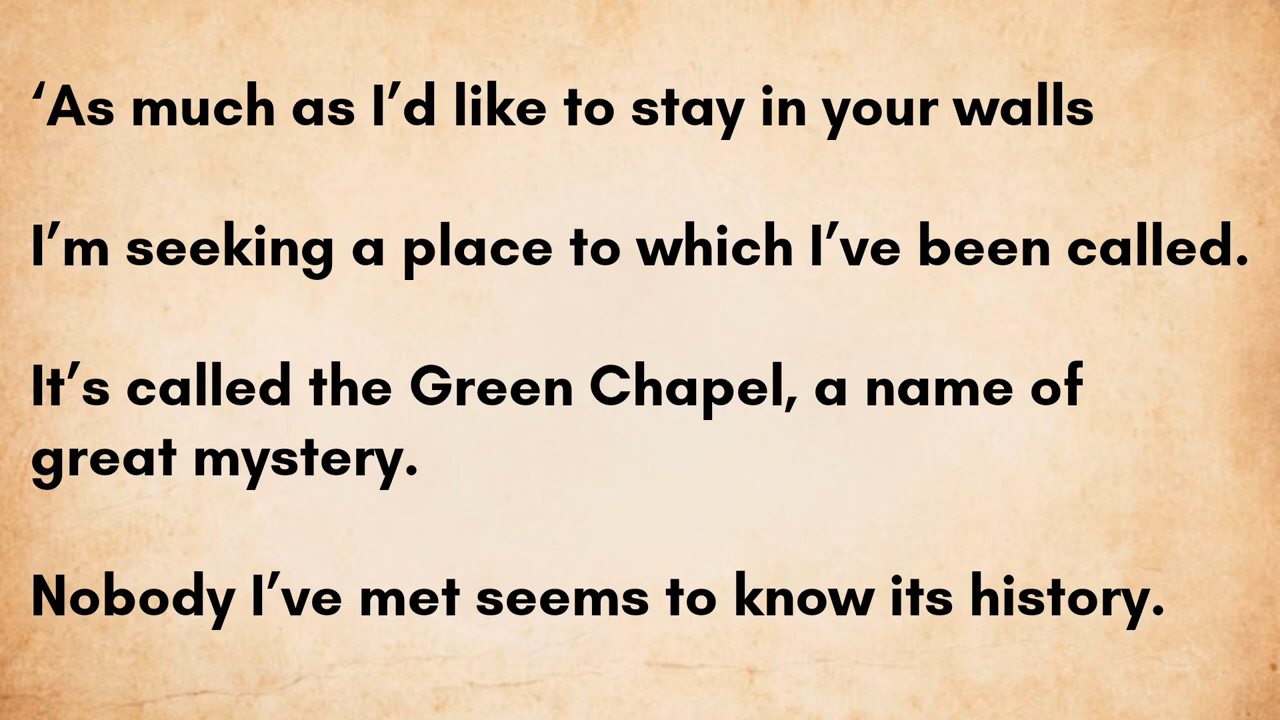 ‘As much as I’d like to stay in your walls
I’m seeking a place to which I’ve been called.
It’s called the Green Chapel, a name of
great mystery.
Nobody I’ve met seems to know its history.